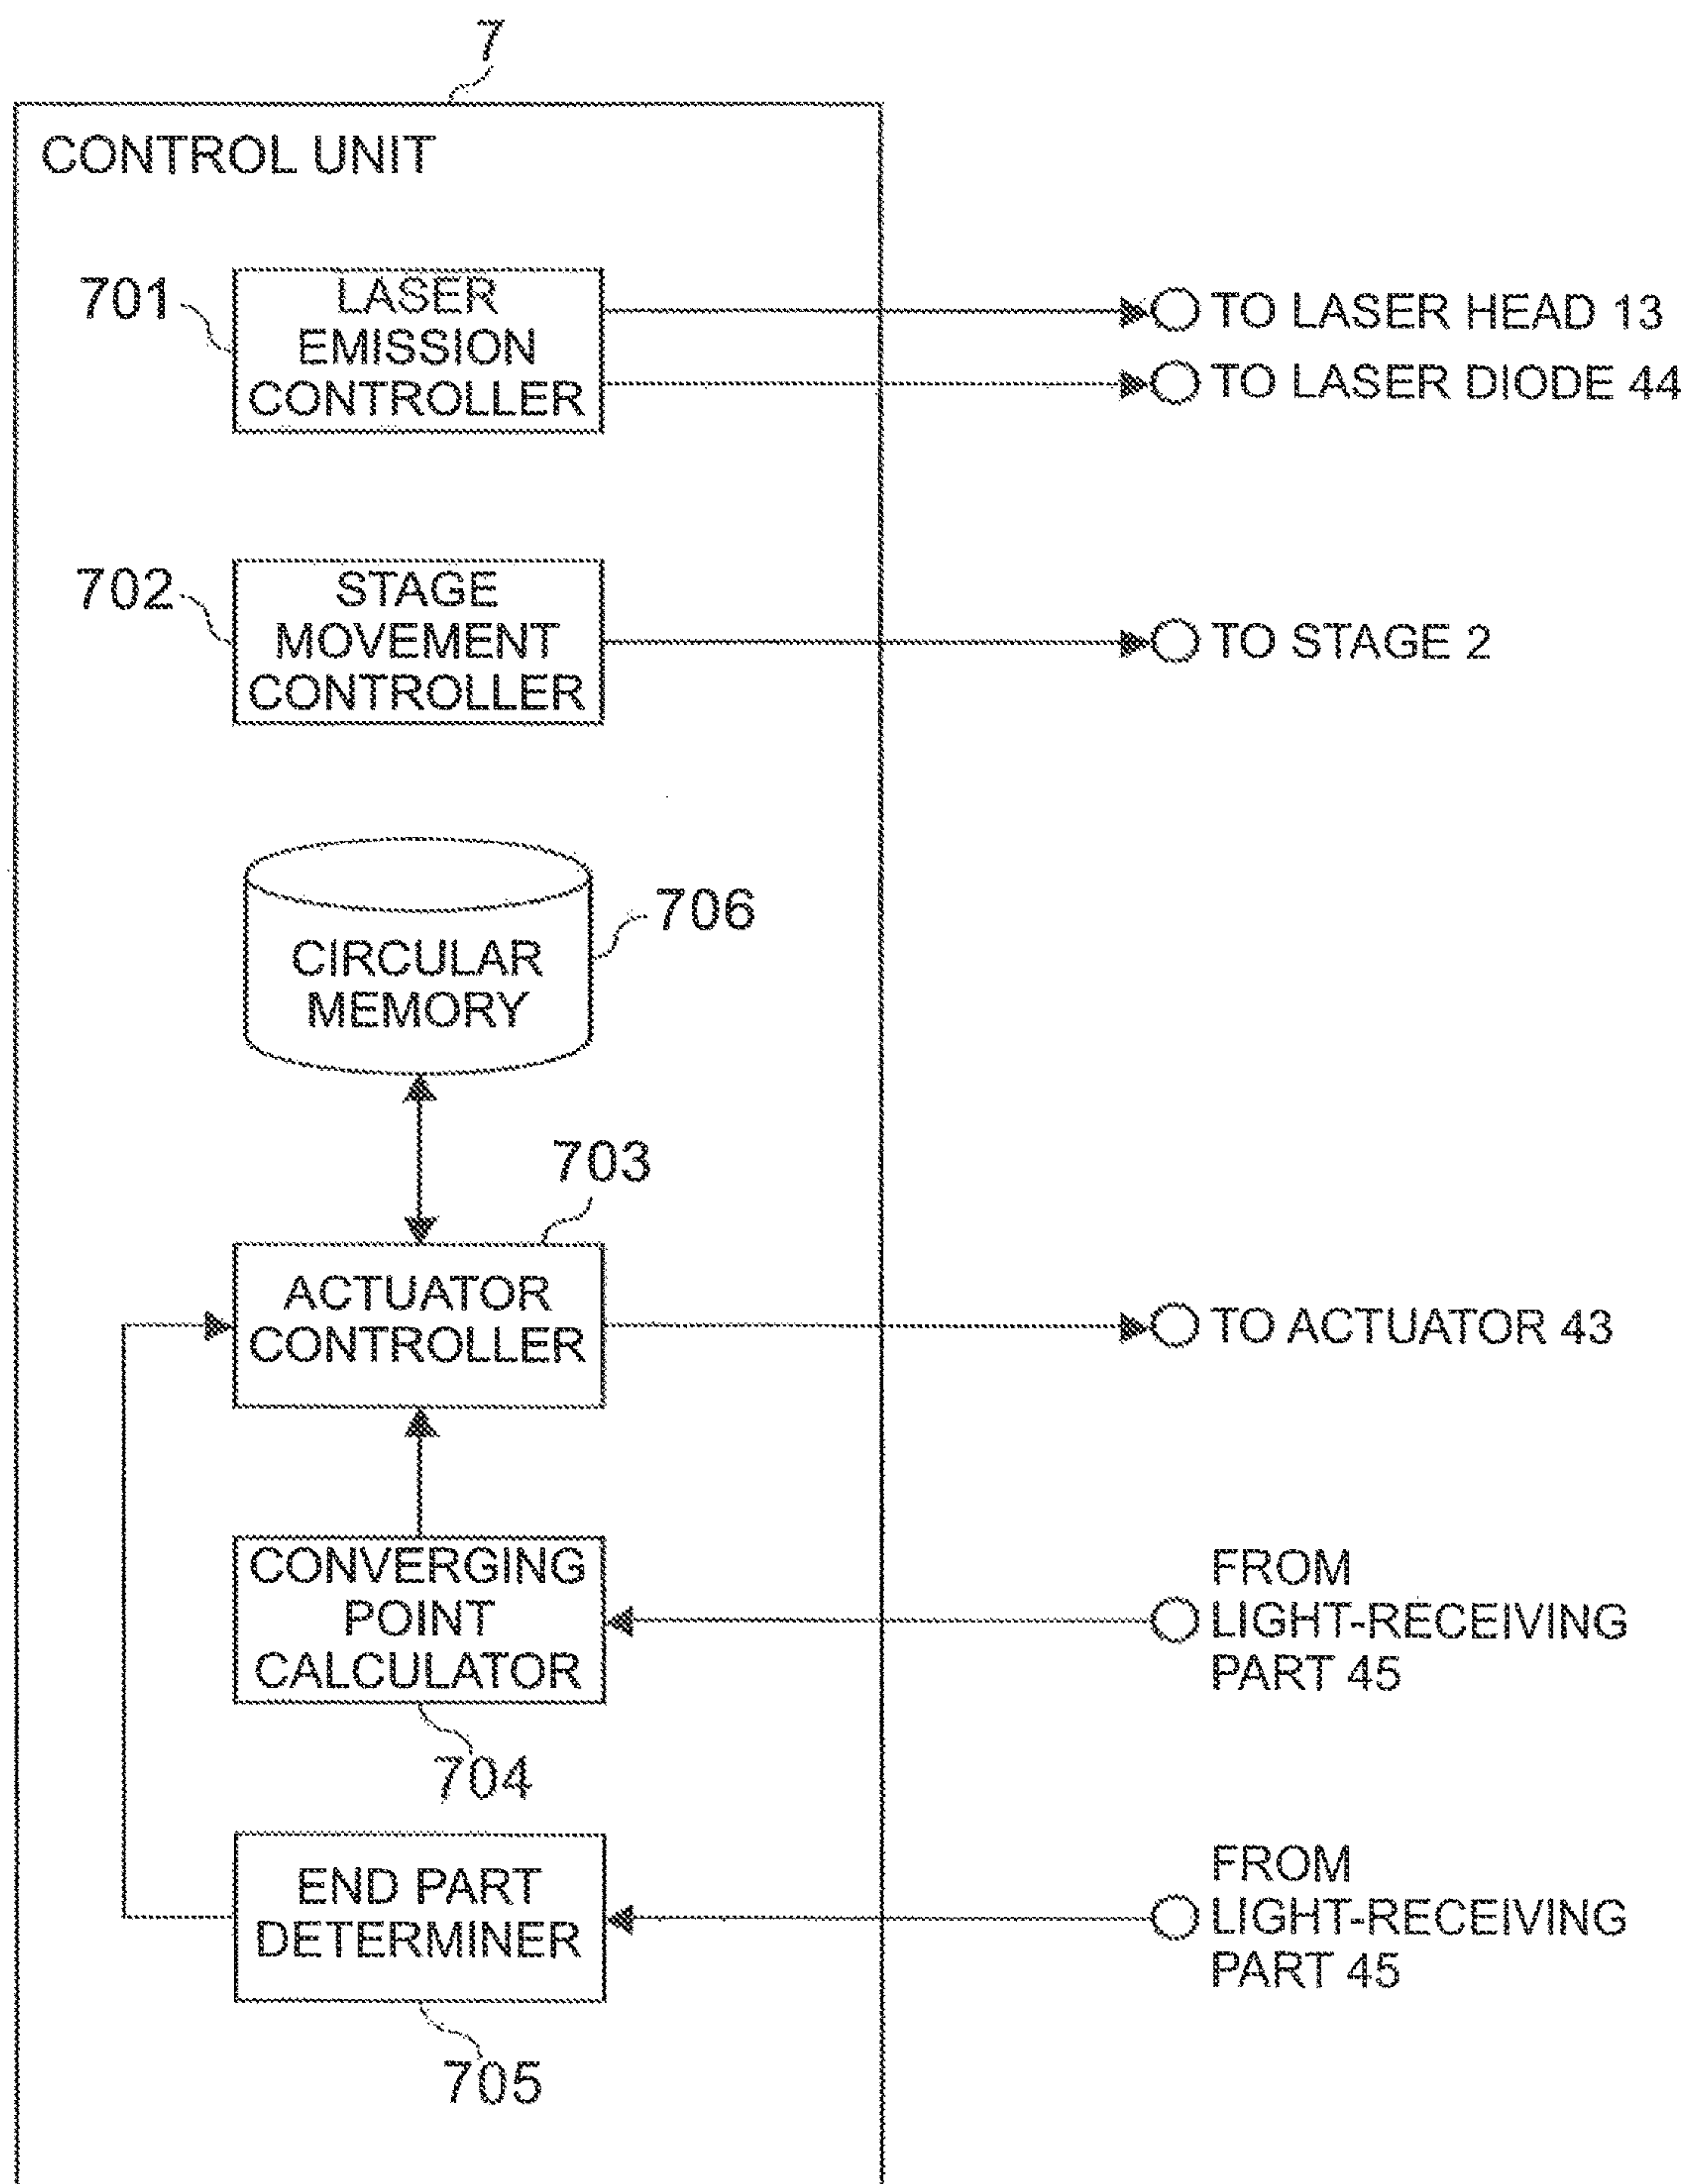 7
CONTROL UNIT
701
LASER
EMISSION
CONTROLLER
TO LASER HEAD 13
TO LASER DIODE 44
702
STAGE
MOVEMENT
CONTROLLER
TO STAGE 2
CIRCULAR
MEMORY
706
703
ACTUATOR
CONTROLLER
TO ACTUATOR 43
CONVERGING
POINT
CALCULATOR
704
FROM
LIGHT-RECEIVING
PART 45
END PART
DETERMINER
705
FROM
LIGHT-RECEIVING
PART 45